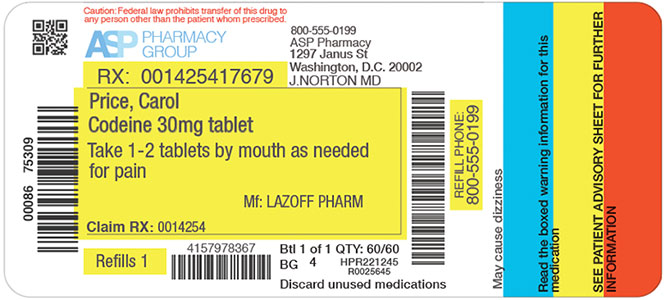 Caution: Federal law prohibits transfer of this drug to
any person other than the patient whom prescribed.
ASP PHARMACY
GROUP
800-555-0199
ASP Pharmacy
1297 Janus St
Washington, D.C. 20002
J.NORTON MD
RX: 001425417679
Price, Carol
Codeine 30mg tablet
Take 1-2 tablets by mouth as needed
for pain
Mf: LAZOFF PHARM
Claim RX: 0014254
00086 75309
Refills 1
4157978367
Btl 1 of 1 QTY: 60/60
BG 4 HPR221245
R0025645
Discard unused medications
REFILL PHONE:
800-555-0199
May cause dizziness
Read the boxed warning information for this
medication
SEE PATIENT ADVISORY SHEET FOR FURTHER
INFORMATION